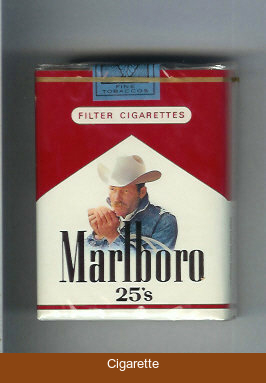 FINE
TOBACCOS
FILTER CIGARETTES
Marlboro
25's
Cigarette